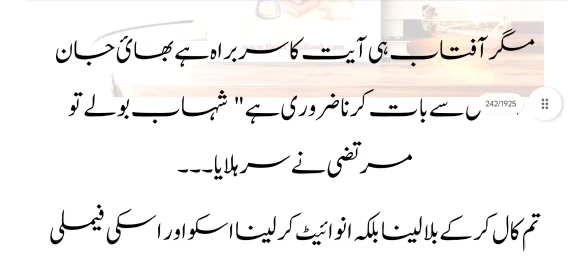 مگر آفتاب ہی آیت کا سربراہ ہے بھائ جان
سے بات کرنا ضروری ہے" شہاب بولے تو
242/1925
مرتضی نے سر ہلایا۔۔۔
تم کال کر کے بلا لینا بلکہ انوائیٹ کر لینا اسکو اور اسکی فیملی